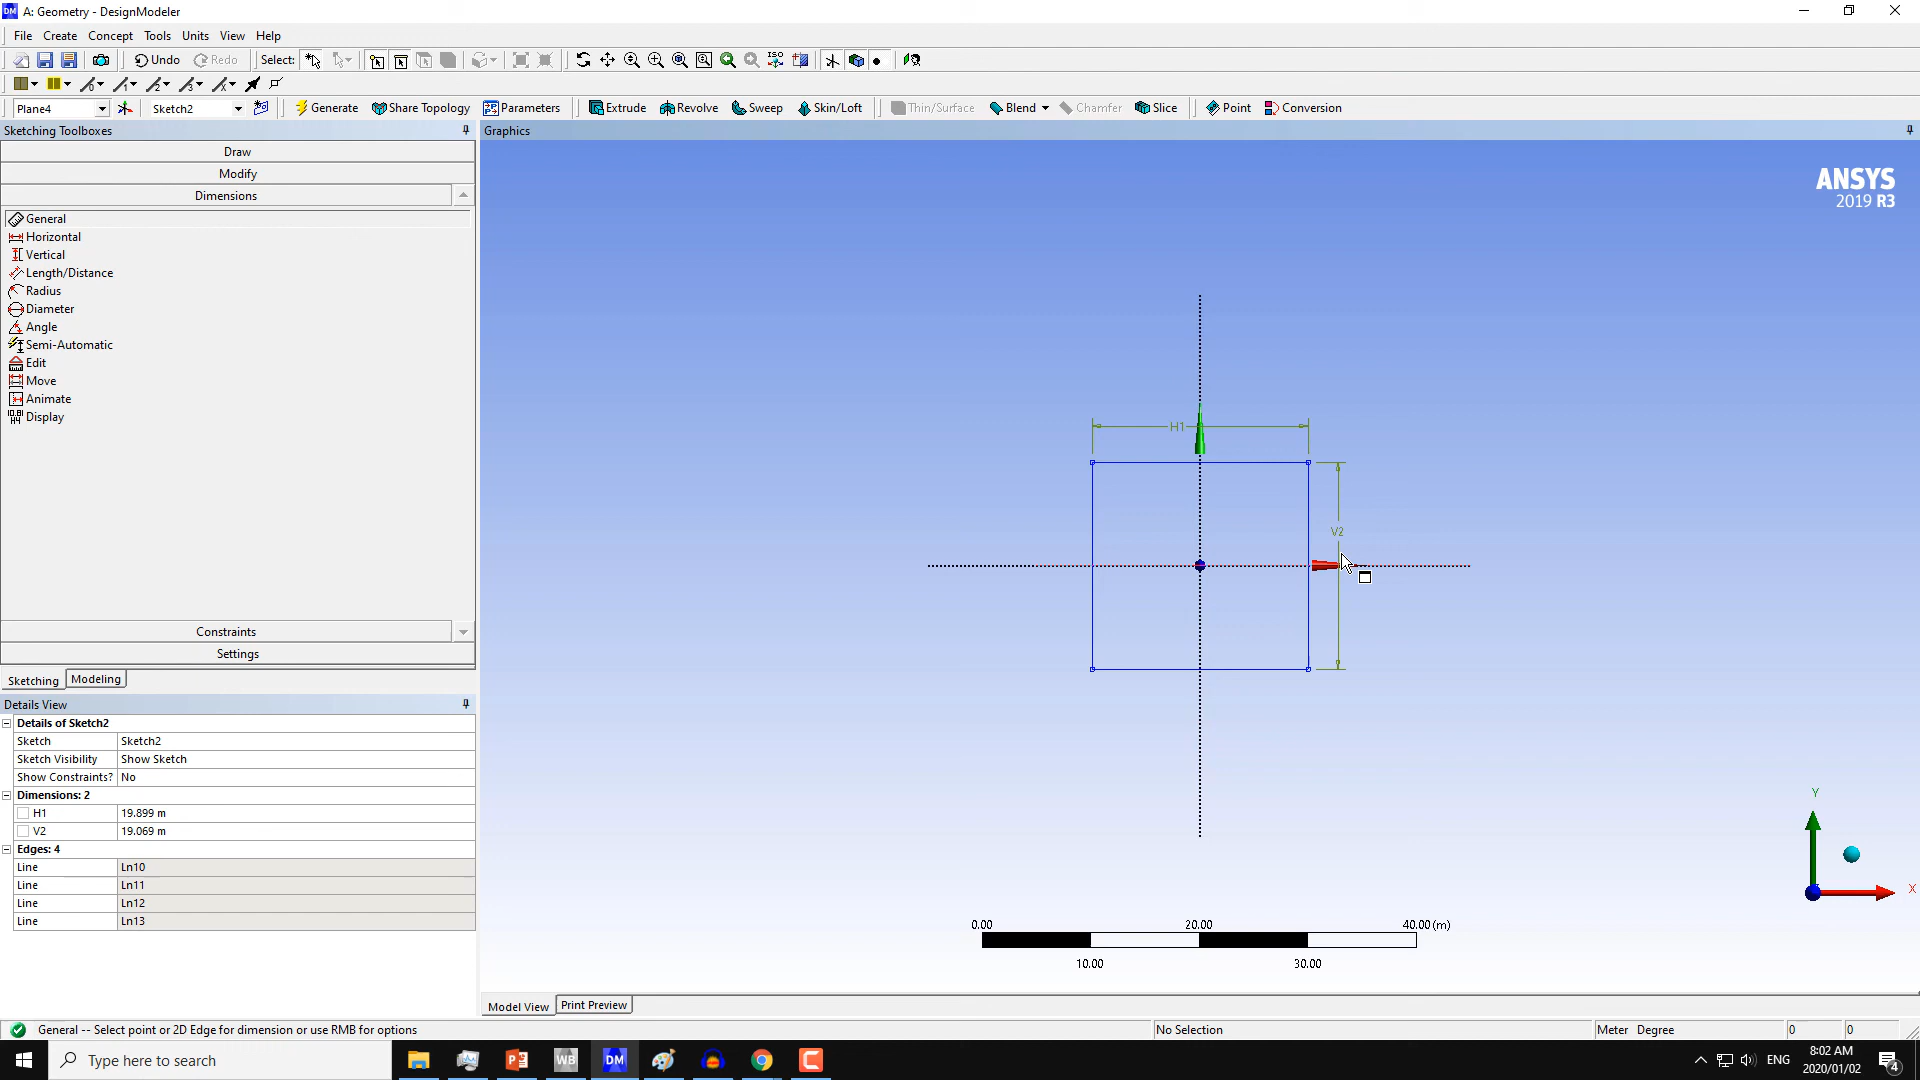 A: Geometry - DesignModeler
File Edit Create Concept Tools Units View Help
Undo Redo Select: ISO
Plane4 Sketch2 Generate Share Topology Parameters Extrude Revolve Sweep Skin/Loft Thin/Surface Blend Chamfer Slice Point Conversion
Sketching Toolboxes
Draw
Modify
Dimensions
General
Horizontal
Vertical
Length/Distance
Radius
Diameter
Angle
Semi-Automatic
Edit
Move
Animate
Display
Constraints
Settings
Sketching Modeling
Details View
Details of Sketch2
Sketch Sketch2
Sketch Visibility Show Sketch
Show Constraints? No
Dimensions: 2
H1 19.899 m
V2 19.069 m
Edges: 4
Line Ln10
Line Ln11
Line Ln12
Line Ln13
Graphics
ANSYS
2019 R3
H1
V2
Y
X
0.00 20.00 40.00 (m)
10.00 30.00
Model View Print Preview
General -- Select point or 2D Edge for dimension or use RMB for options No Selection Meter Degree 0 0
Type here to search WB DM ENG 8:02 AM
2020/01/02 4